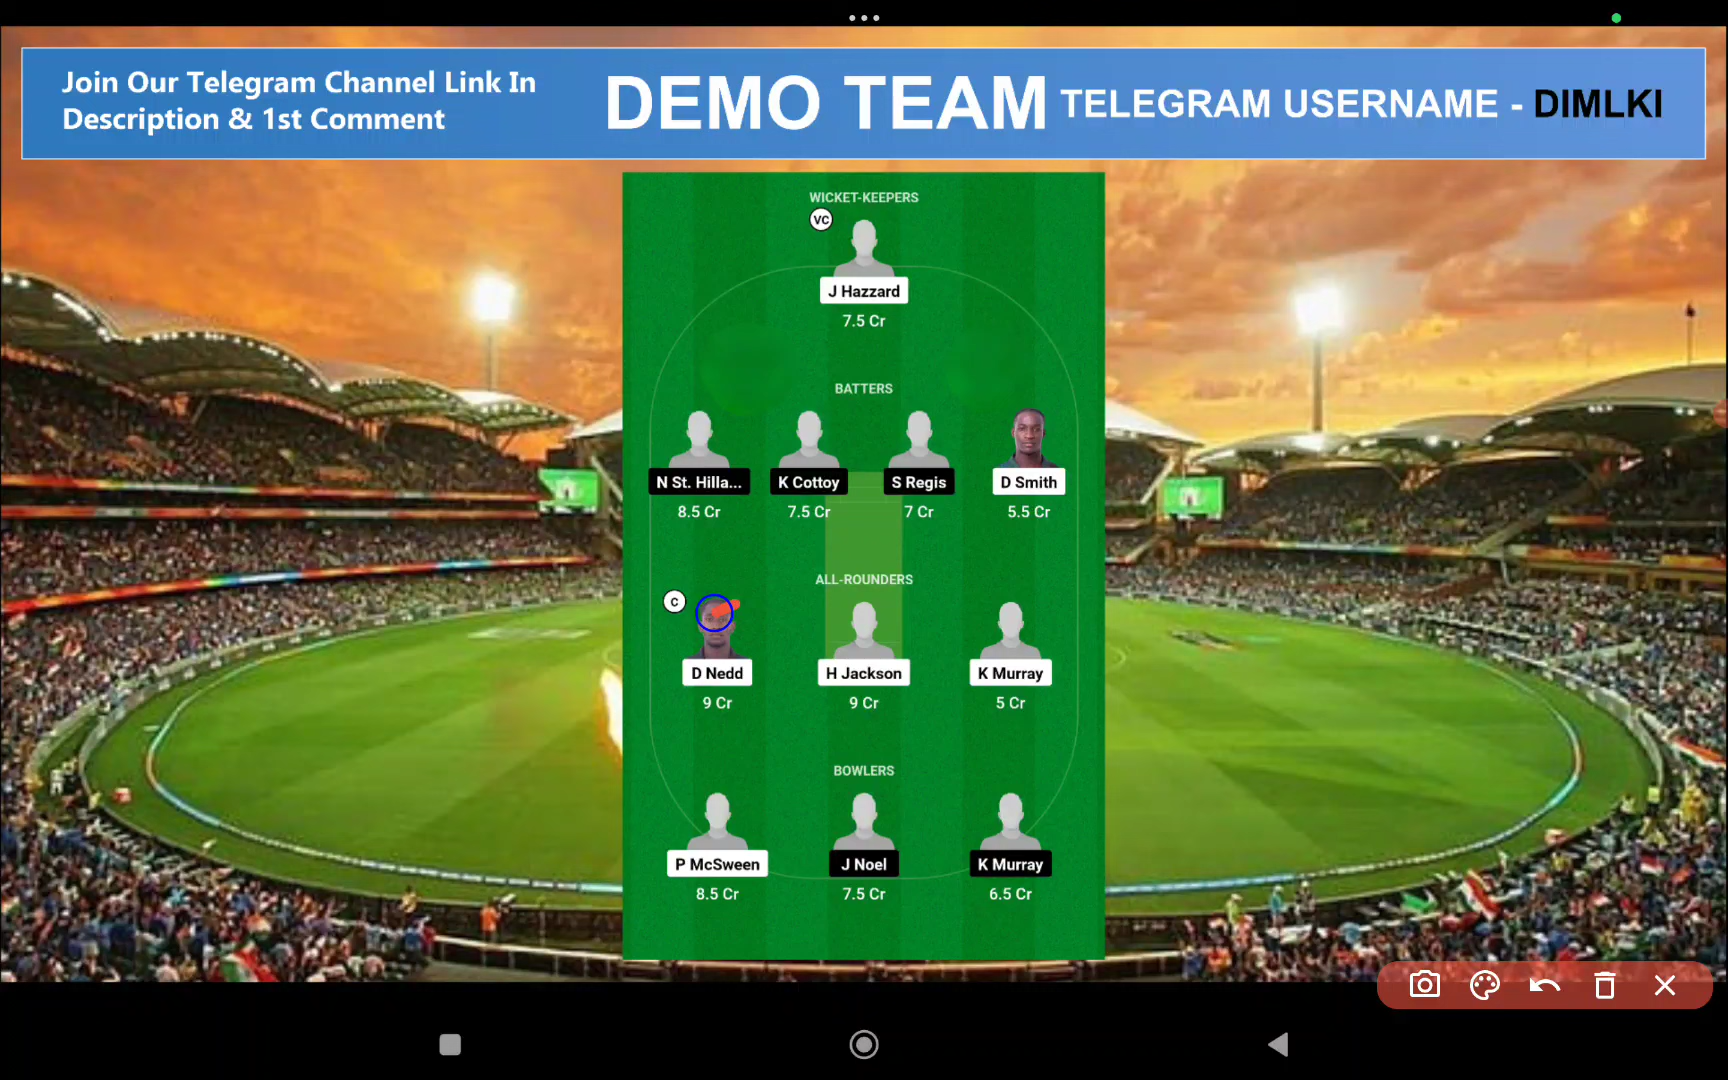 Join Our Telegram Channel Link In
Description & 1st Comment
DEMO TEAM
TELEGRAM USERNAME - DIMLKI
WICKET-KEEPERS
VC
J Hazzard
7.5 Cr
BATTERS
N St. Hilla... K Cottoy S Regis D Smith
8.5 Cr 7.5 Cr 7 Cr 5.5 Cr
ALL-ROUNDERS
C
D Nedd H Jackson K Murray
9 Cr 9 Cr 5 Cr
BOWLERS
P McSween J Noel K Murray
8.5 Cr 7.5 Cr 6.5 Cr